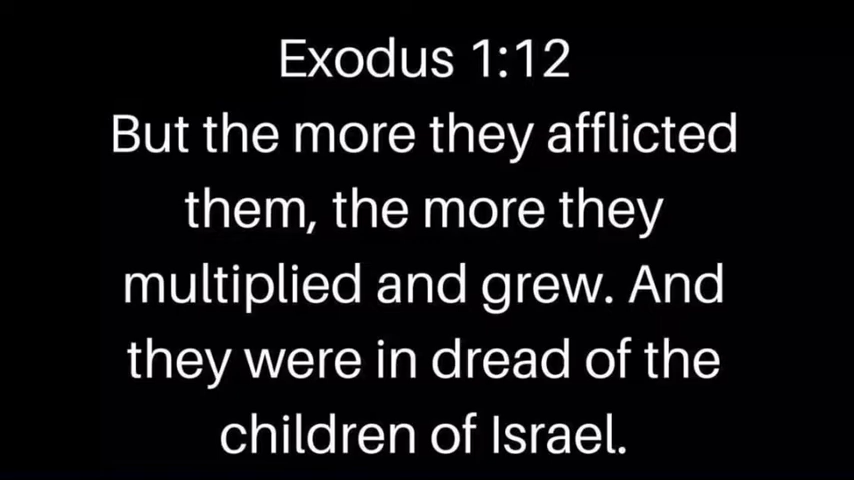 Exodus 1:12
But the more they afflicted
them, the more they
multiplied and grew. And
they were in dread of the
children of Israel.